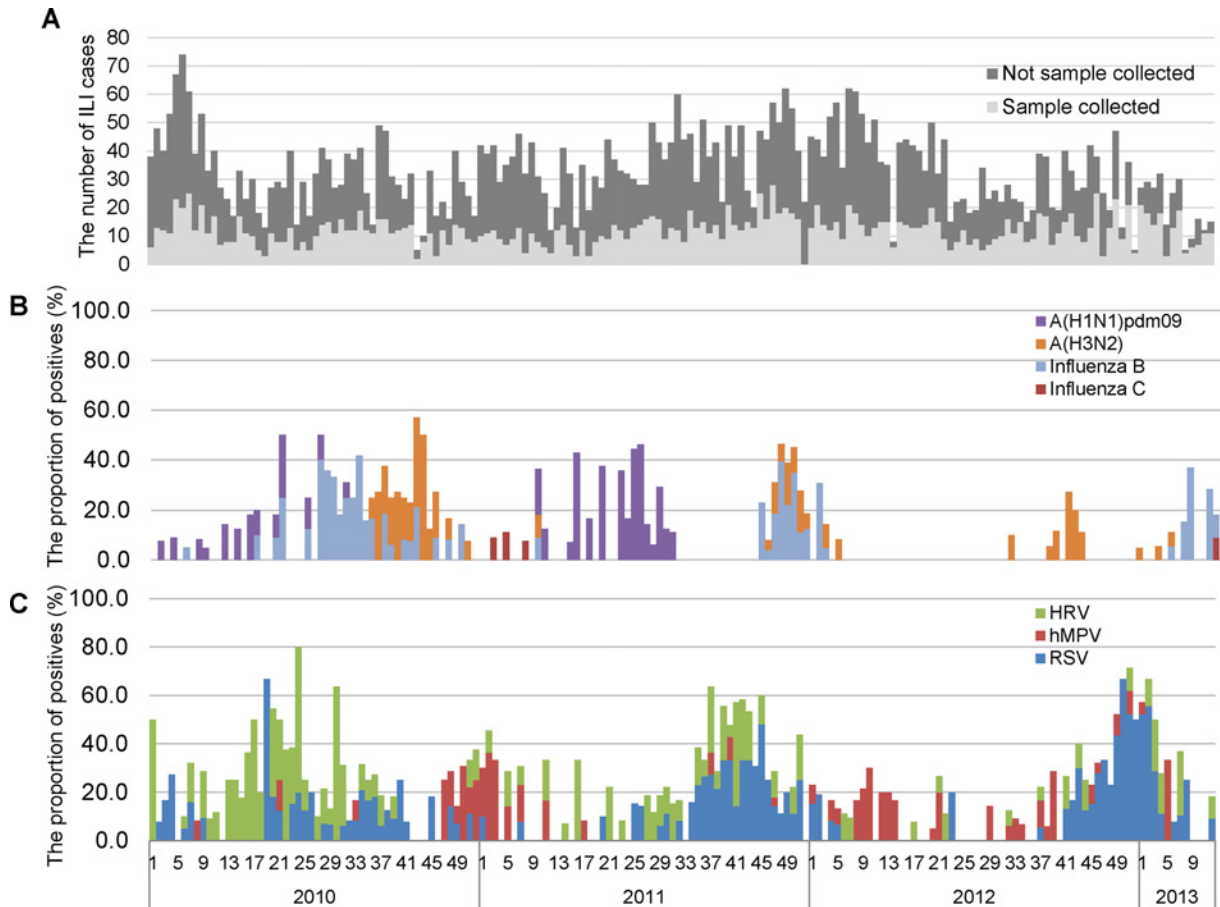 A
The number of ILI cases
80
70
60
50
40
30
20
10
0
Not sample collected
Sample collected
B
The proportion of positives (%)
100.0
80.0
60.0
40.0
20.0
0.0
A(H1N1)pdm09
A(H3N2)
Influenza B
Influenza C
C
The proportion of positives (%)
100.0
80.0
60.0
40.0
20.0
0.0
HRV
hMPV
RSV
1 5 9 13 17 21 25 29 33 37 41 45 49 1 5 9 13 17 21 25 29 33 37 41 45 49 1 5 9 13 17 21 25 29 33 37 41 45 49 1 5 9
2010 2011 2012 2013